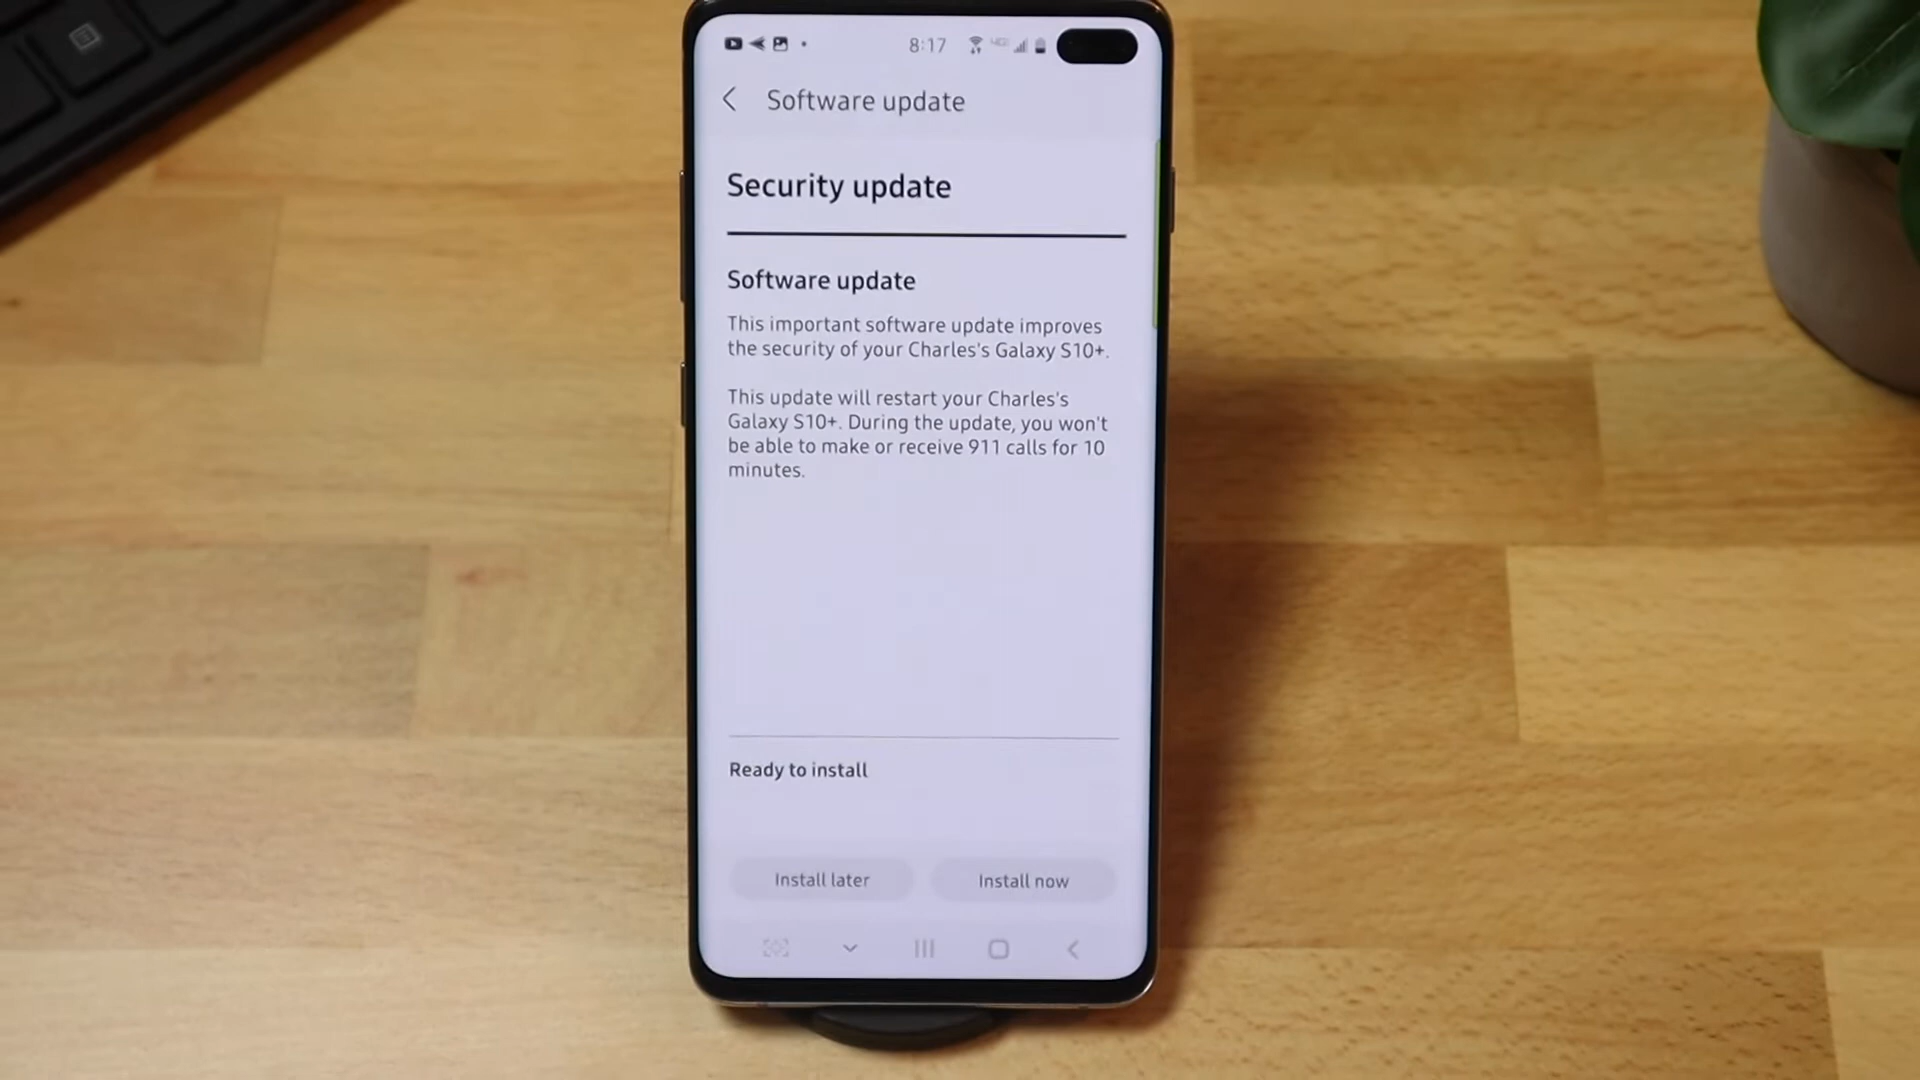 8:17
Software update
Security update
Software update
This important software update improves
the security of your Charles's Galaxy S10+.
This update will restart your Charles's
Galaxy S10+. During the update, you won't
be able to make or receive 911 calls for 10
minutes.
Ready to install
Install later
Install now